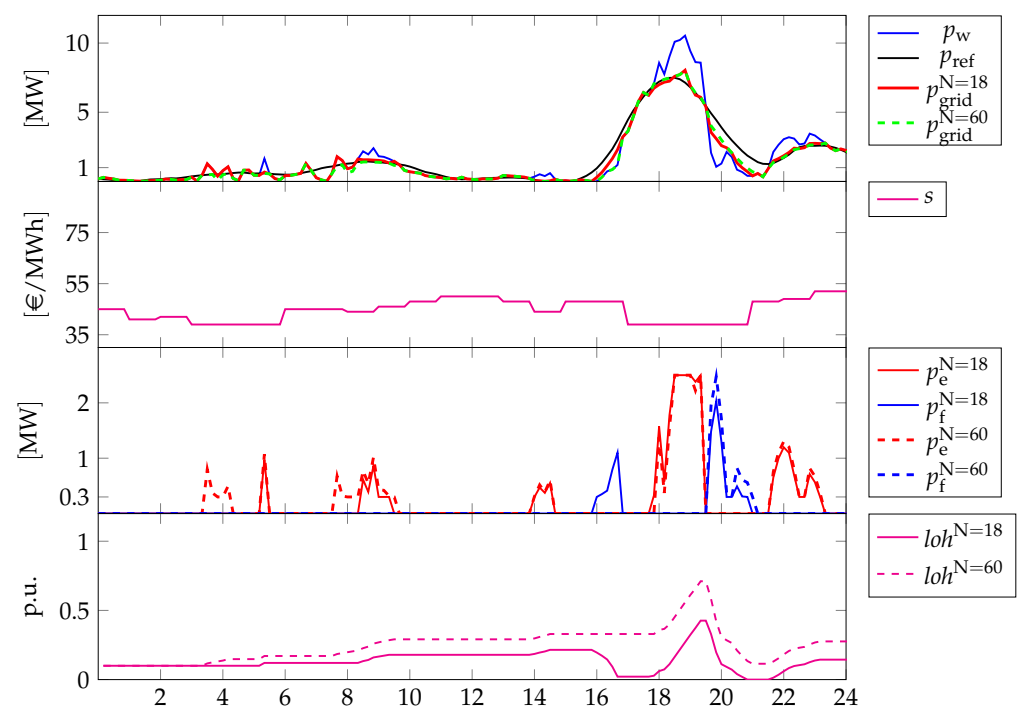 10
5
1
[MW]
p_w
p_ref
p_grid^N=18
p_grid^N=60
75
55
35
[€/MWh]
s
2
1
0.3
[MW]
p_e^N=18
p_f^N=18
p_e^N=60
p_f^N=60
1
0.5
0
p.u.
loh^N=18
loh^N=60
2 4 6 8 10 12 14 16 18 20 22 24